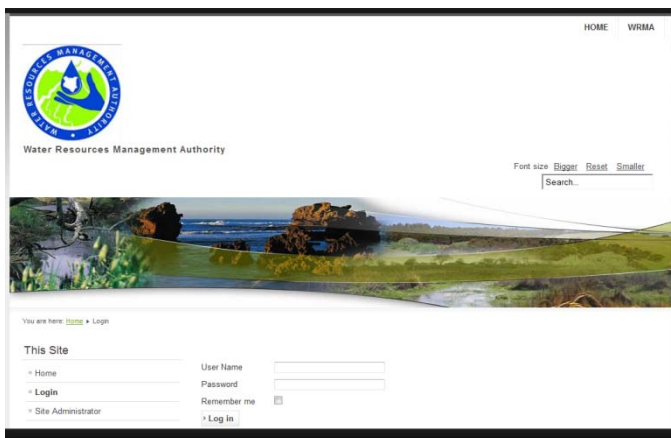 HOME WRMA
WATER RESOURCES MANAGEMENT AUTHORITY
WRMA
Water Resources Management Authority
Font size Bigger Reset Smaller
Search...
You are here: Home Login
This Site
Home
Login
Site Administrator
User Name
Password
Remember me
Log in